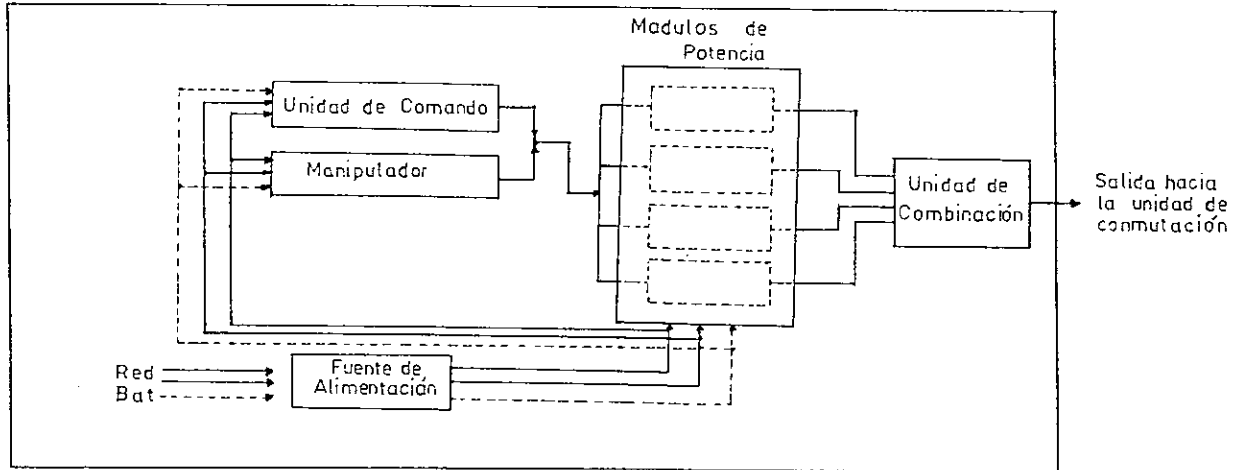 Madulos de
Potencia
Unidad de Comando
Manipulador
Unidad de
Combinación
Salida hacia
la unidad de
conmutación
Red
Bat
Fuente de
Alimentación